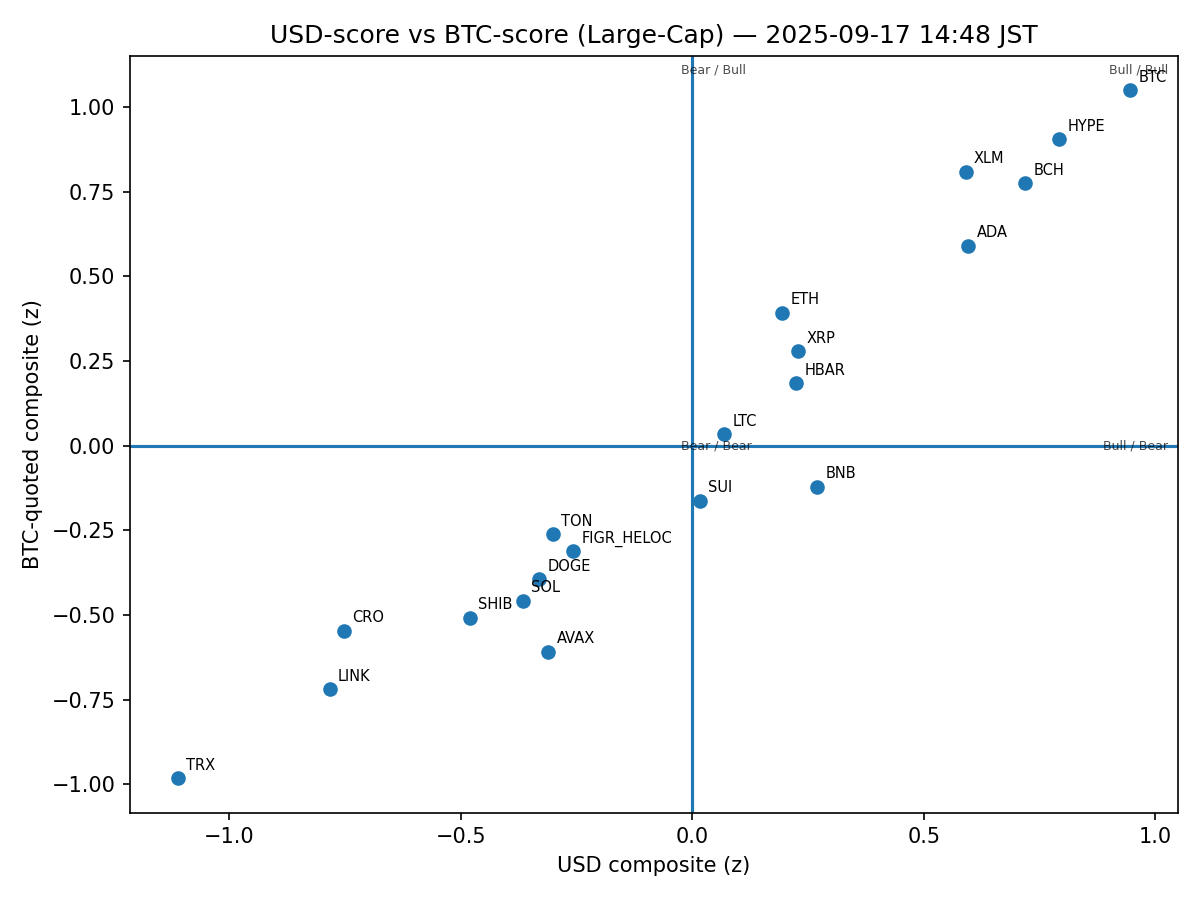 USD-score vs BTC-score (Large-Cap) — 2025-09-17 14:48 JST
Bear / Bull
Bull / Bull
BTC
1.00
HYPE
XLM
BCH
0.75
ADA
0.50
ETH
XRP
0.25
HBAR
LTC
0.00
Bear / Bear
Bull / Bear
BNB
SUI
−0.25
TON
FIGR_HELOC
DOGE
SOL
−0.50
SHIB
CRO
AVAX
LINK
−0.75
TRX
−1.00
−1.0
−0.5
0.0
0.5
1.0
USD composite (z)
BTC-quoted composite (z)